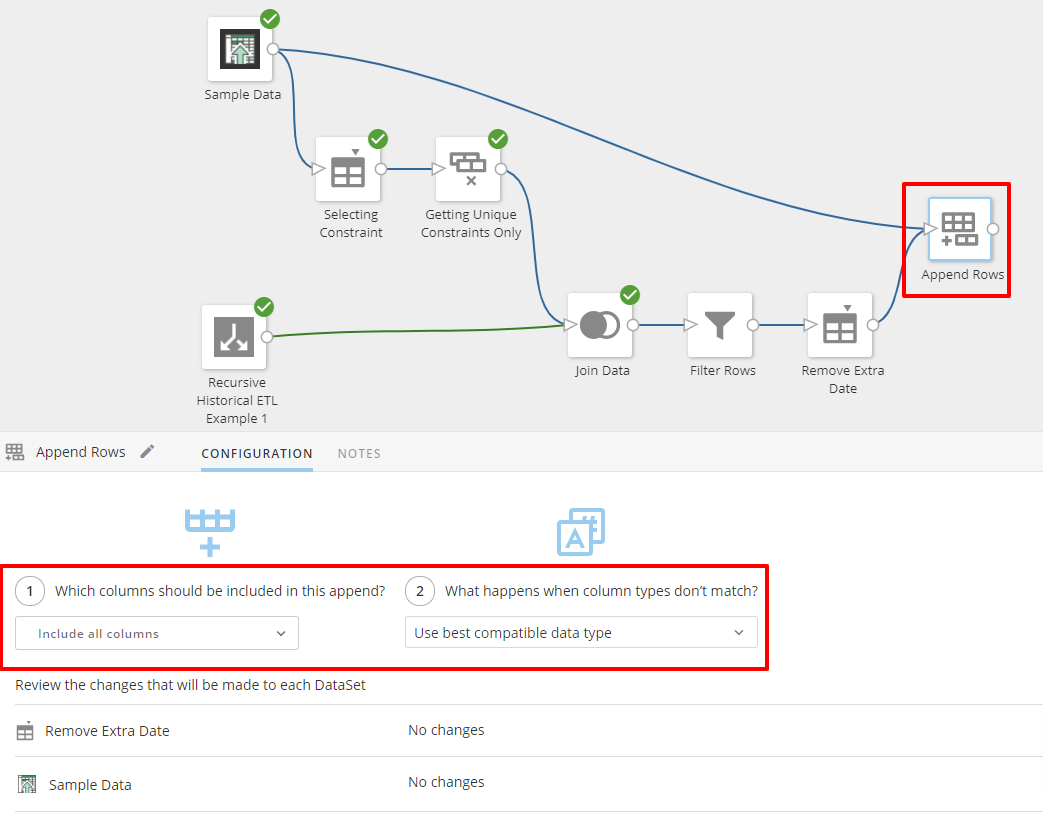 Sample Data
Selecting
Constraint
Getting Unique
Constraints Only
Append Rows
Recursive
Historical ETL
Example 1
Join Data
Filter Rows
Remove Extra
Date
Append Rows
CONFIGURATION
NOTES
1 Which columns should be included in this append?
2 What happens when column types don’t match?
Include all columns
Use best compatible data type
Review the changes that will be made to each DataSet
Remove Extra Date
No changes
Sample Data
No changes